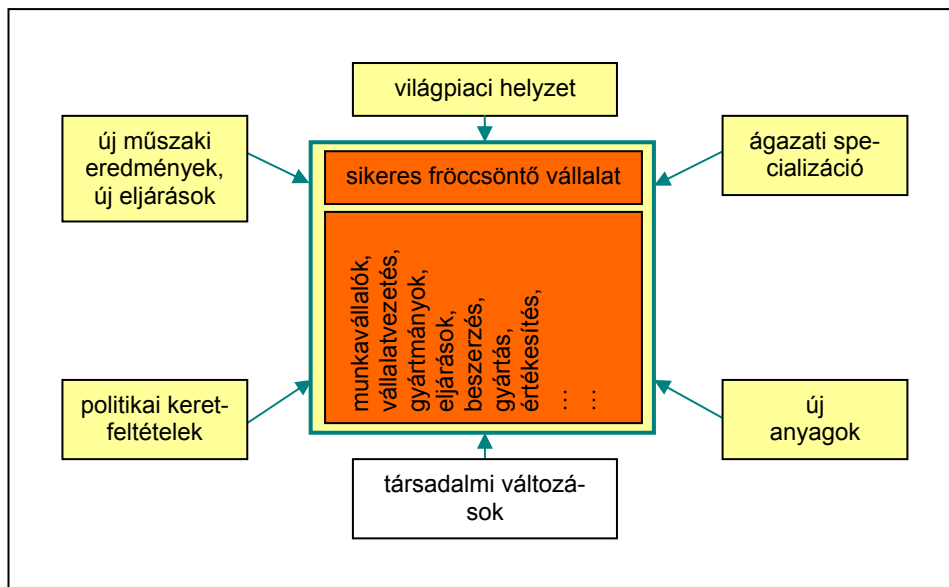 világpiaci helyzet
új műszaki
eredmények,
új eljárások
ágazati spe-
cializáció
sikeres fröccsöntő vállalat
munkavállalók,
vállalatvezetés,
gyártmányok,
eljárások,
beszerzés,
gyártás,
értékesítés,
…
…
politikai keret-
feltételek
új
anyagok
társadalmi változá-
sok